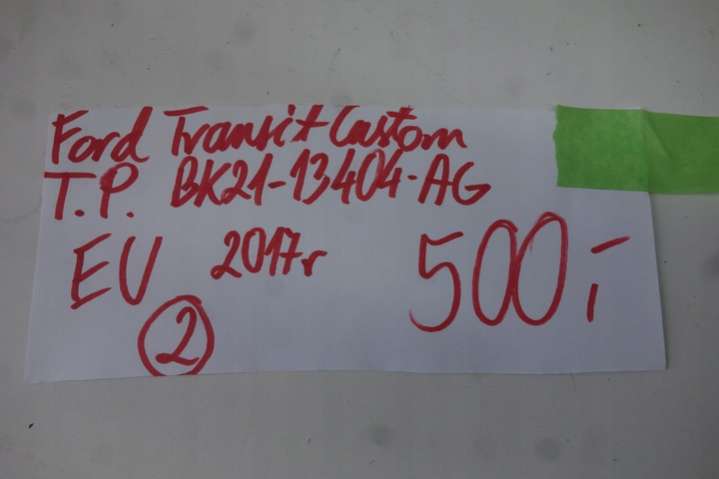 Ford Transit Custom
T.P. BK21-13404-AG
EU 2017r 500,-
2